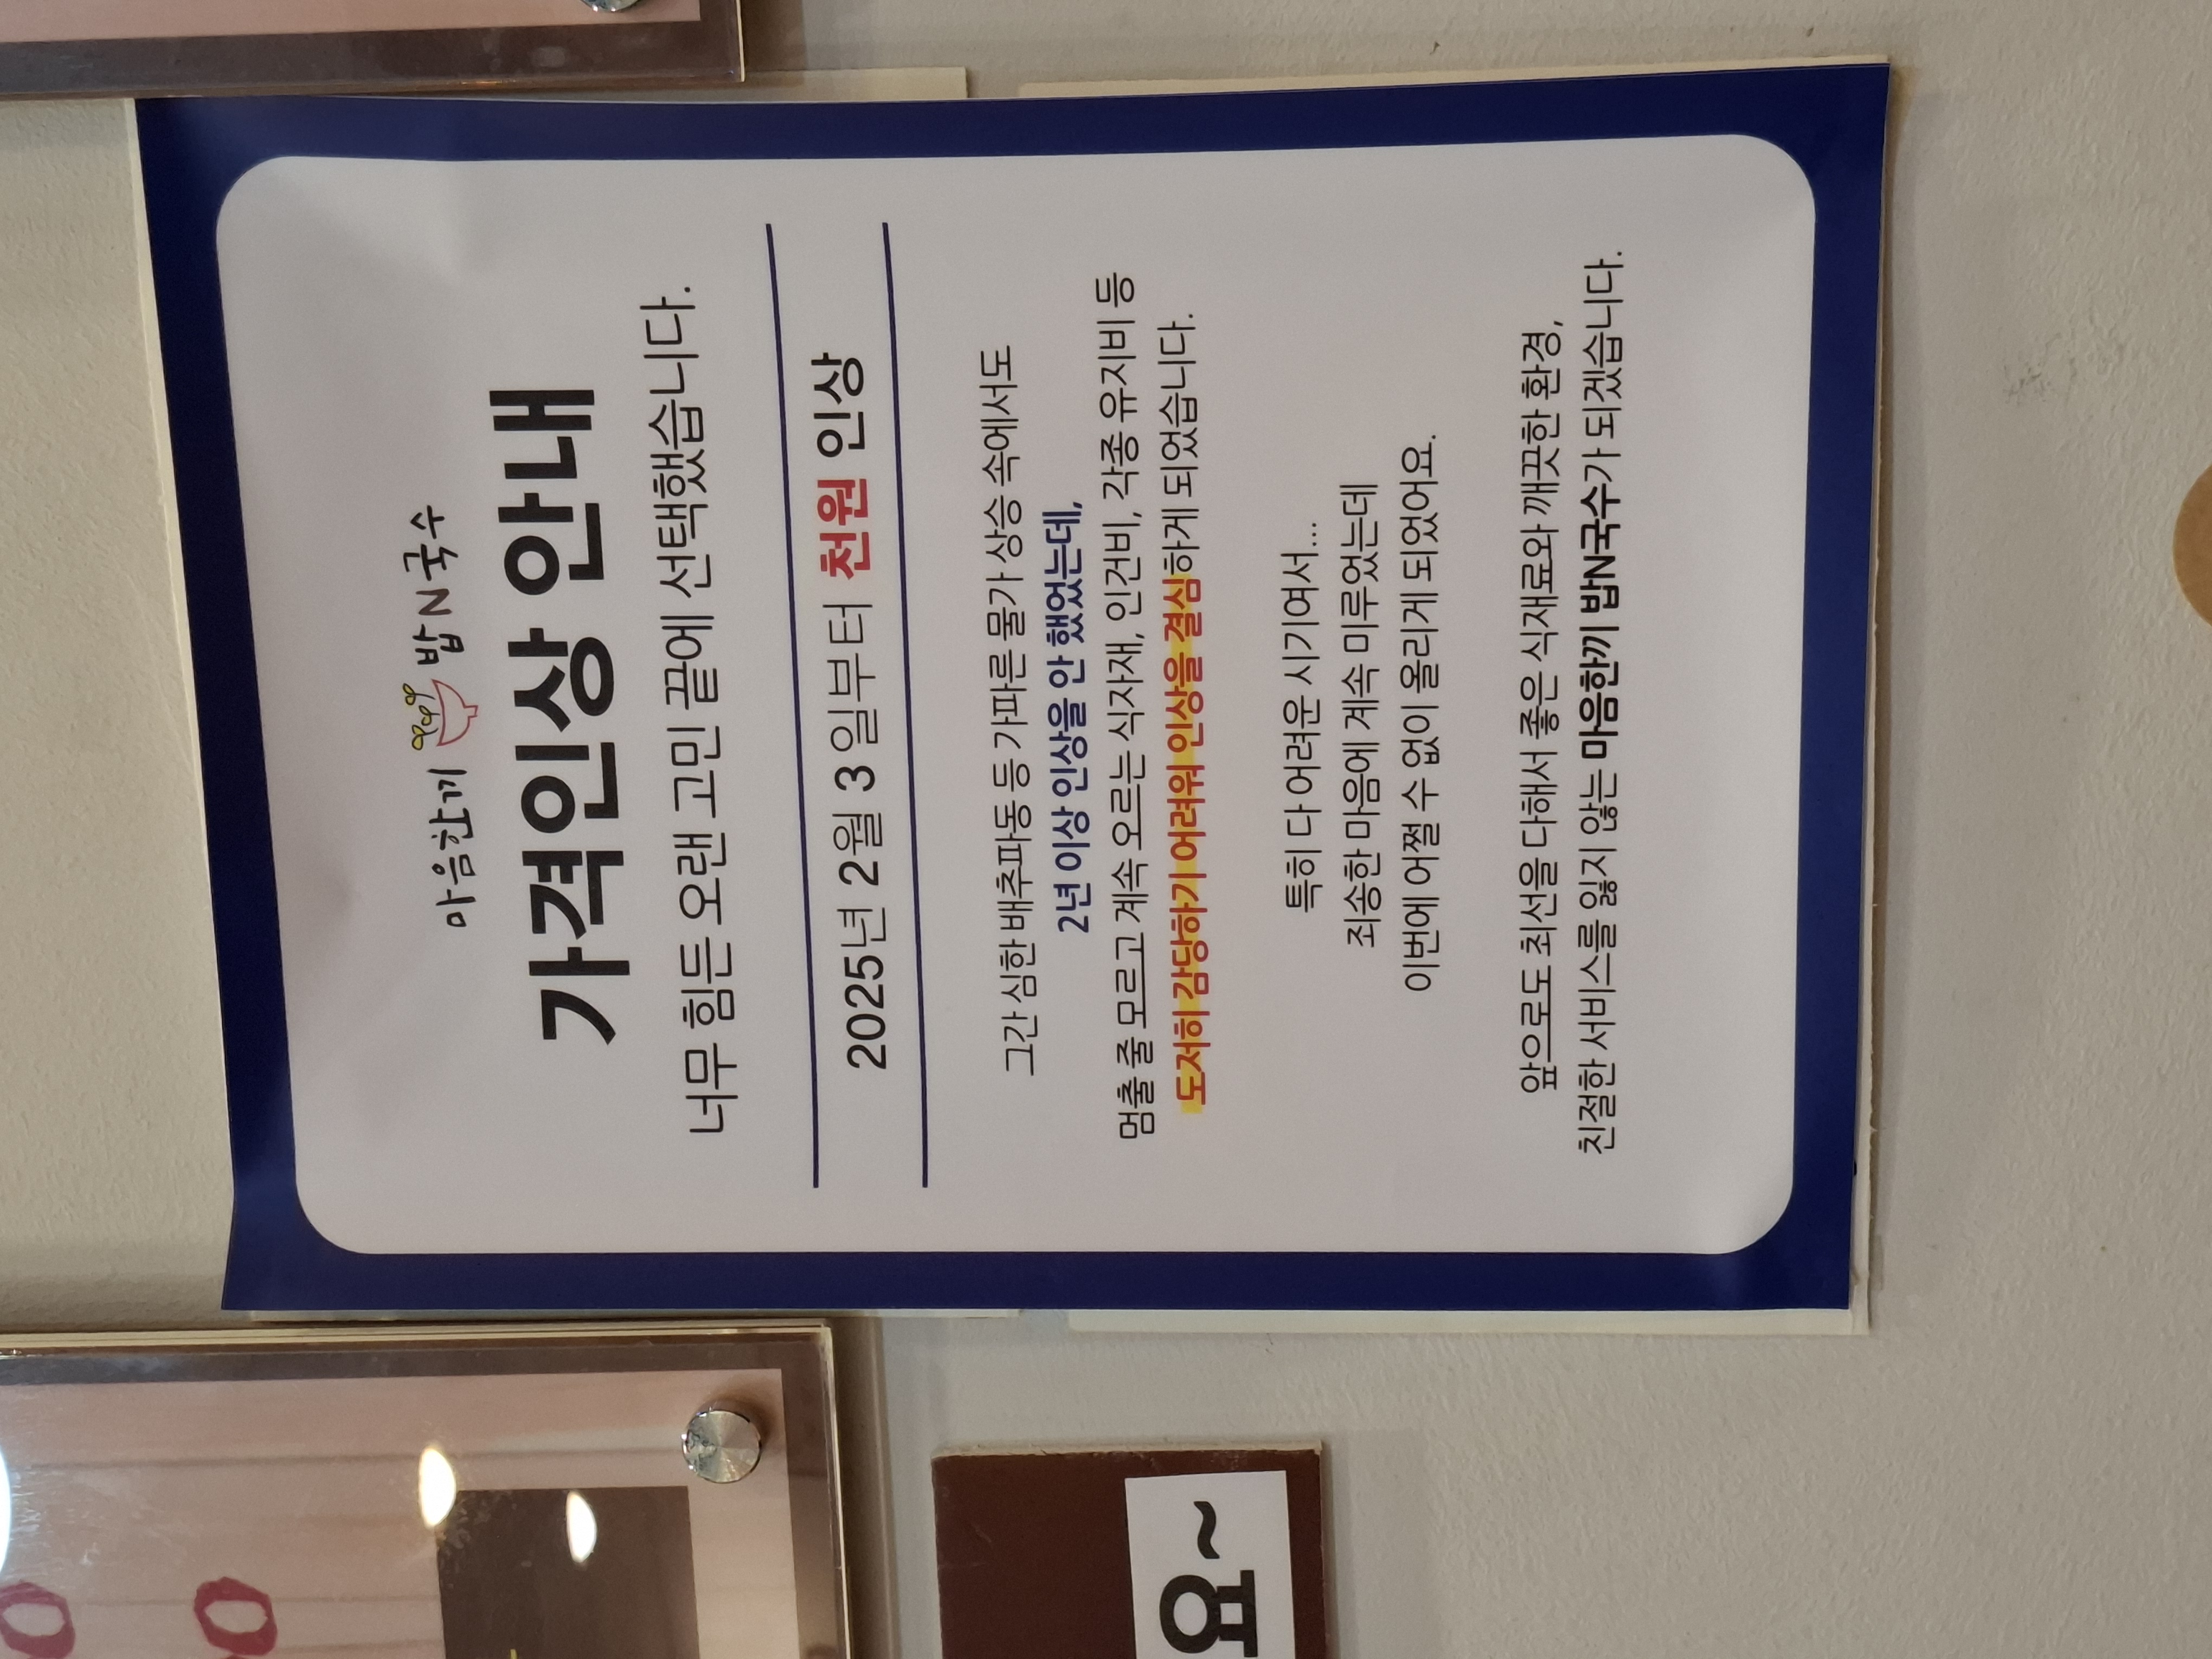 마음한끼 밥N국수
가격인상 안내
너무 힘든 오랜 고민 끝에 선택했습니다.
2025년 2월 3일부터 천원 인상
그간 심한 배추파동 등 가파른 물가 상승 속에서도
2년 이상 인상을 안 했었는데,
멈출 줄 모르고 계속 오르는 식자재, 인건비, 각종 유지비 등
도저히 감당하기 어려워 인상을 결심하게 되었습니다.
특히 다 어려운 시기여서...
죄송한 마음에 계속 미루었는데
이번에 어쩔 수 없이 올리게 되었어요.
앞으로도 최선을 다해서 좋은 식재료와 깨끗한 환경,
친절한 서비스를 잃지 않는 마음한끼 밥N국수가 되겠습니다.
요~